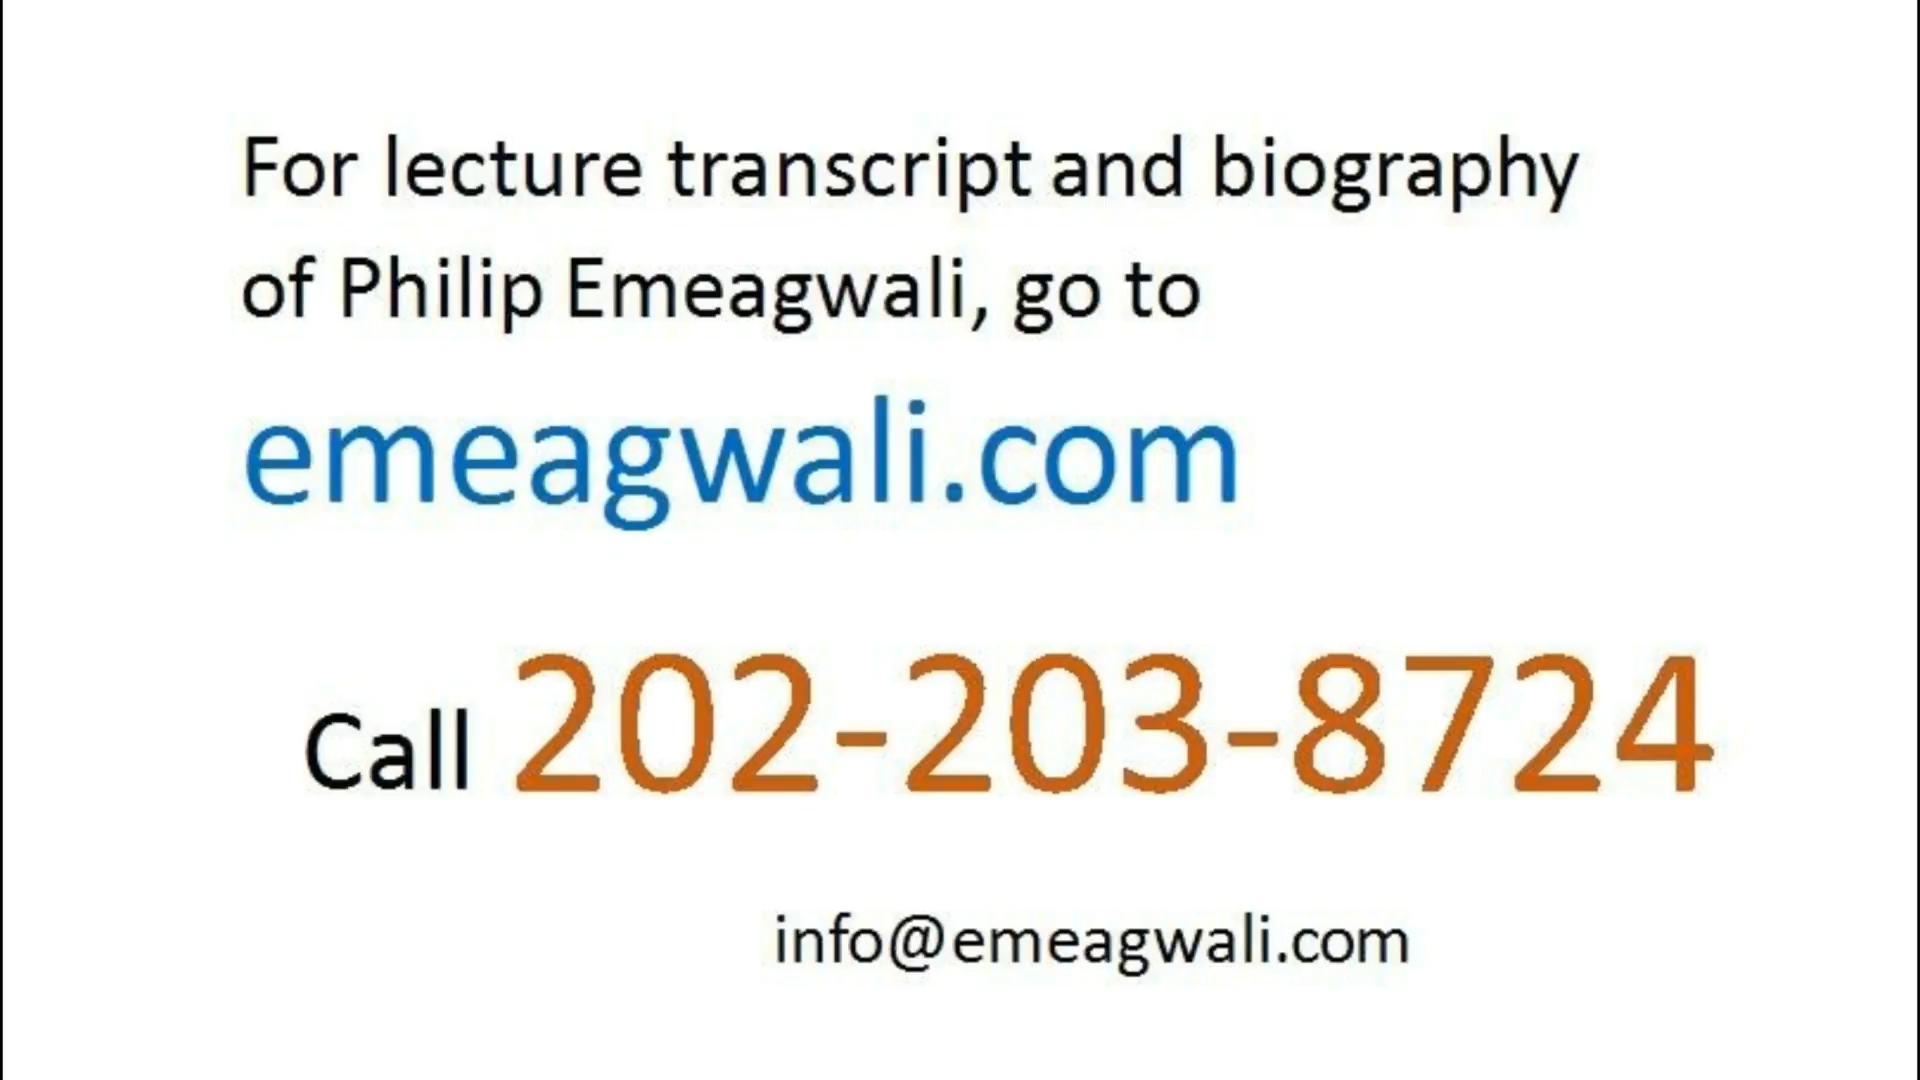 For lecture transcript and biography
of Philip Emeagwali, go to
emeagwali.com
Call 202-203-8724
info@emeagwali.com